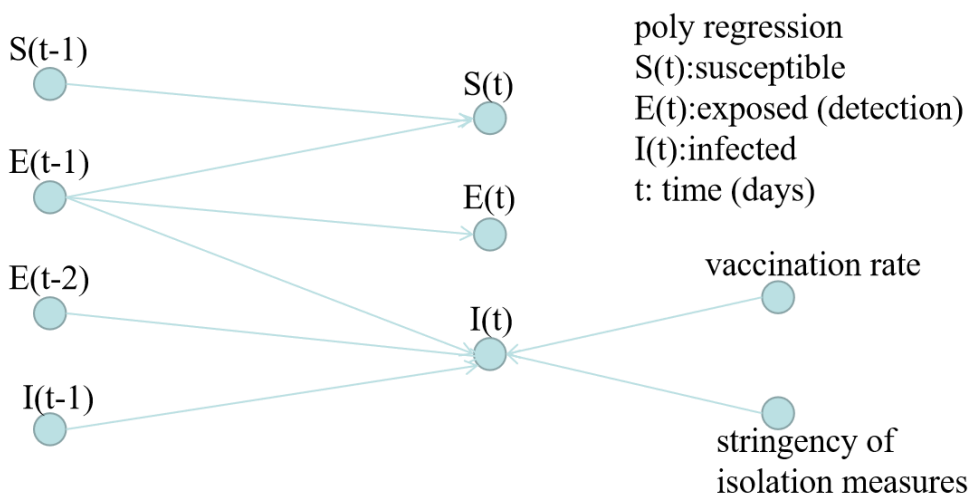 S(t-1)
E(t-1)
E(t-2)
I(t-1)
S(t)
E(t)
I(t)
poly regression
S(t):susceptible
E(t):exposed (detection)
I(t):infected
t: time (days)
vaccination rate
stringency of
isolation measures